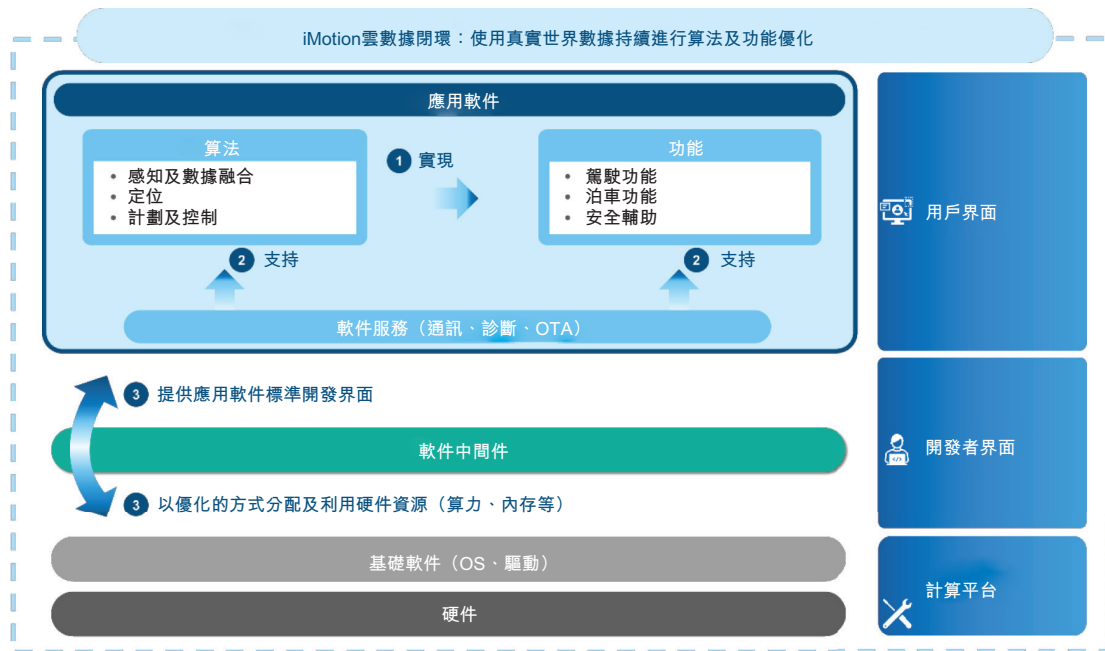 iMotion雲數據閉環：使用真實世界數據持續進行算法及功能優化
應用軟件
算法
• 感知及數據融合
• 定位
• 計劃及控制
1 實現
功能
• 駕駛功能
• 泊車功能
• 安全輔助
2 支持
2 支持
軟件服務（通訊、診斷、OTA）
用戶界面
3 提供應用軟件標準開發界面
軟件中間件
3 以優化的方式分配及利用硬件資源（算力、內存等）
開發者界面
基礎軟件（OS、驅動）
硬件
計算平台